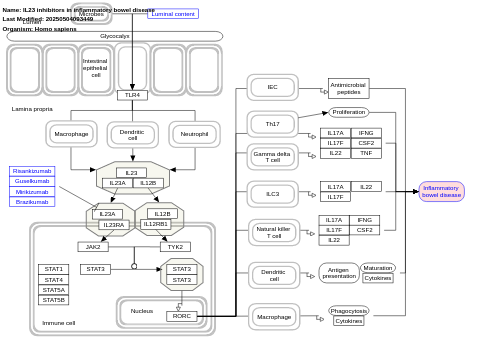 Name: IL23 inhibitors in inflammatory bowel disease
Last Modified: 20250504093449
Organism: Homo sapiens
Lumen
Microbes
Luminal content
Glycocalyx
Intestinal
epithelial
cell
TLR4
Lamina propria
Macrophage
Dendritic
cell
Neutrophil
IL23
IL23A
IL12B
Risankizumab
Guselkumab
Mirikizumab
Brazikumab
IL23A
IL23RA
IL12B
IL12RB1
JAK2
TYK2
STAT1
STAT4
STAT5A
STAT5B
STAT3
STAT3
STAT3
Nucleus
RORC
Immune cell
IEC
Antimicrobial
peptides
Th17
Proliferation
Gamma delta
T cell
IL17A
IFNG
IL17F
CSF2
IL22
TNF
ILC3
IL17A
IL22
IL17F
Natural killer
T cell
IL17A
IFNG
IL17F
CSF2
IL22
Dendritic
cell
Antigen
presentation
Maturation
Cytokines
Macrophage
Phagocytosis
Cytokines
Inflammatory
bowel disease